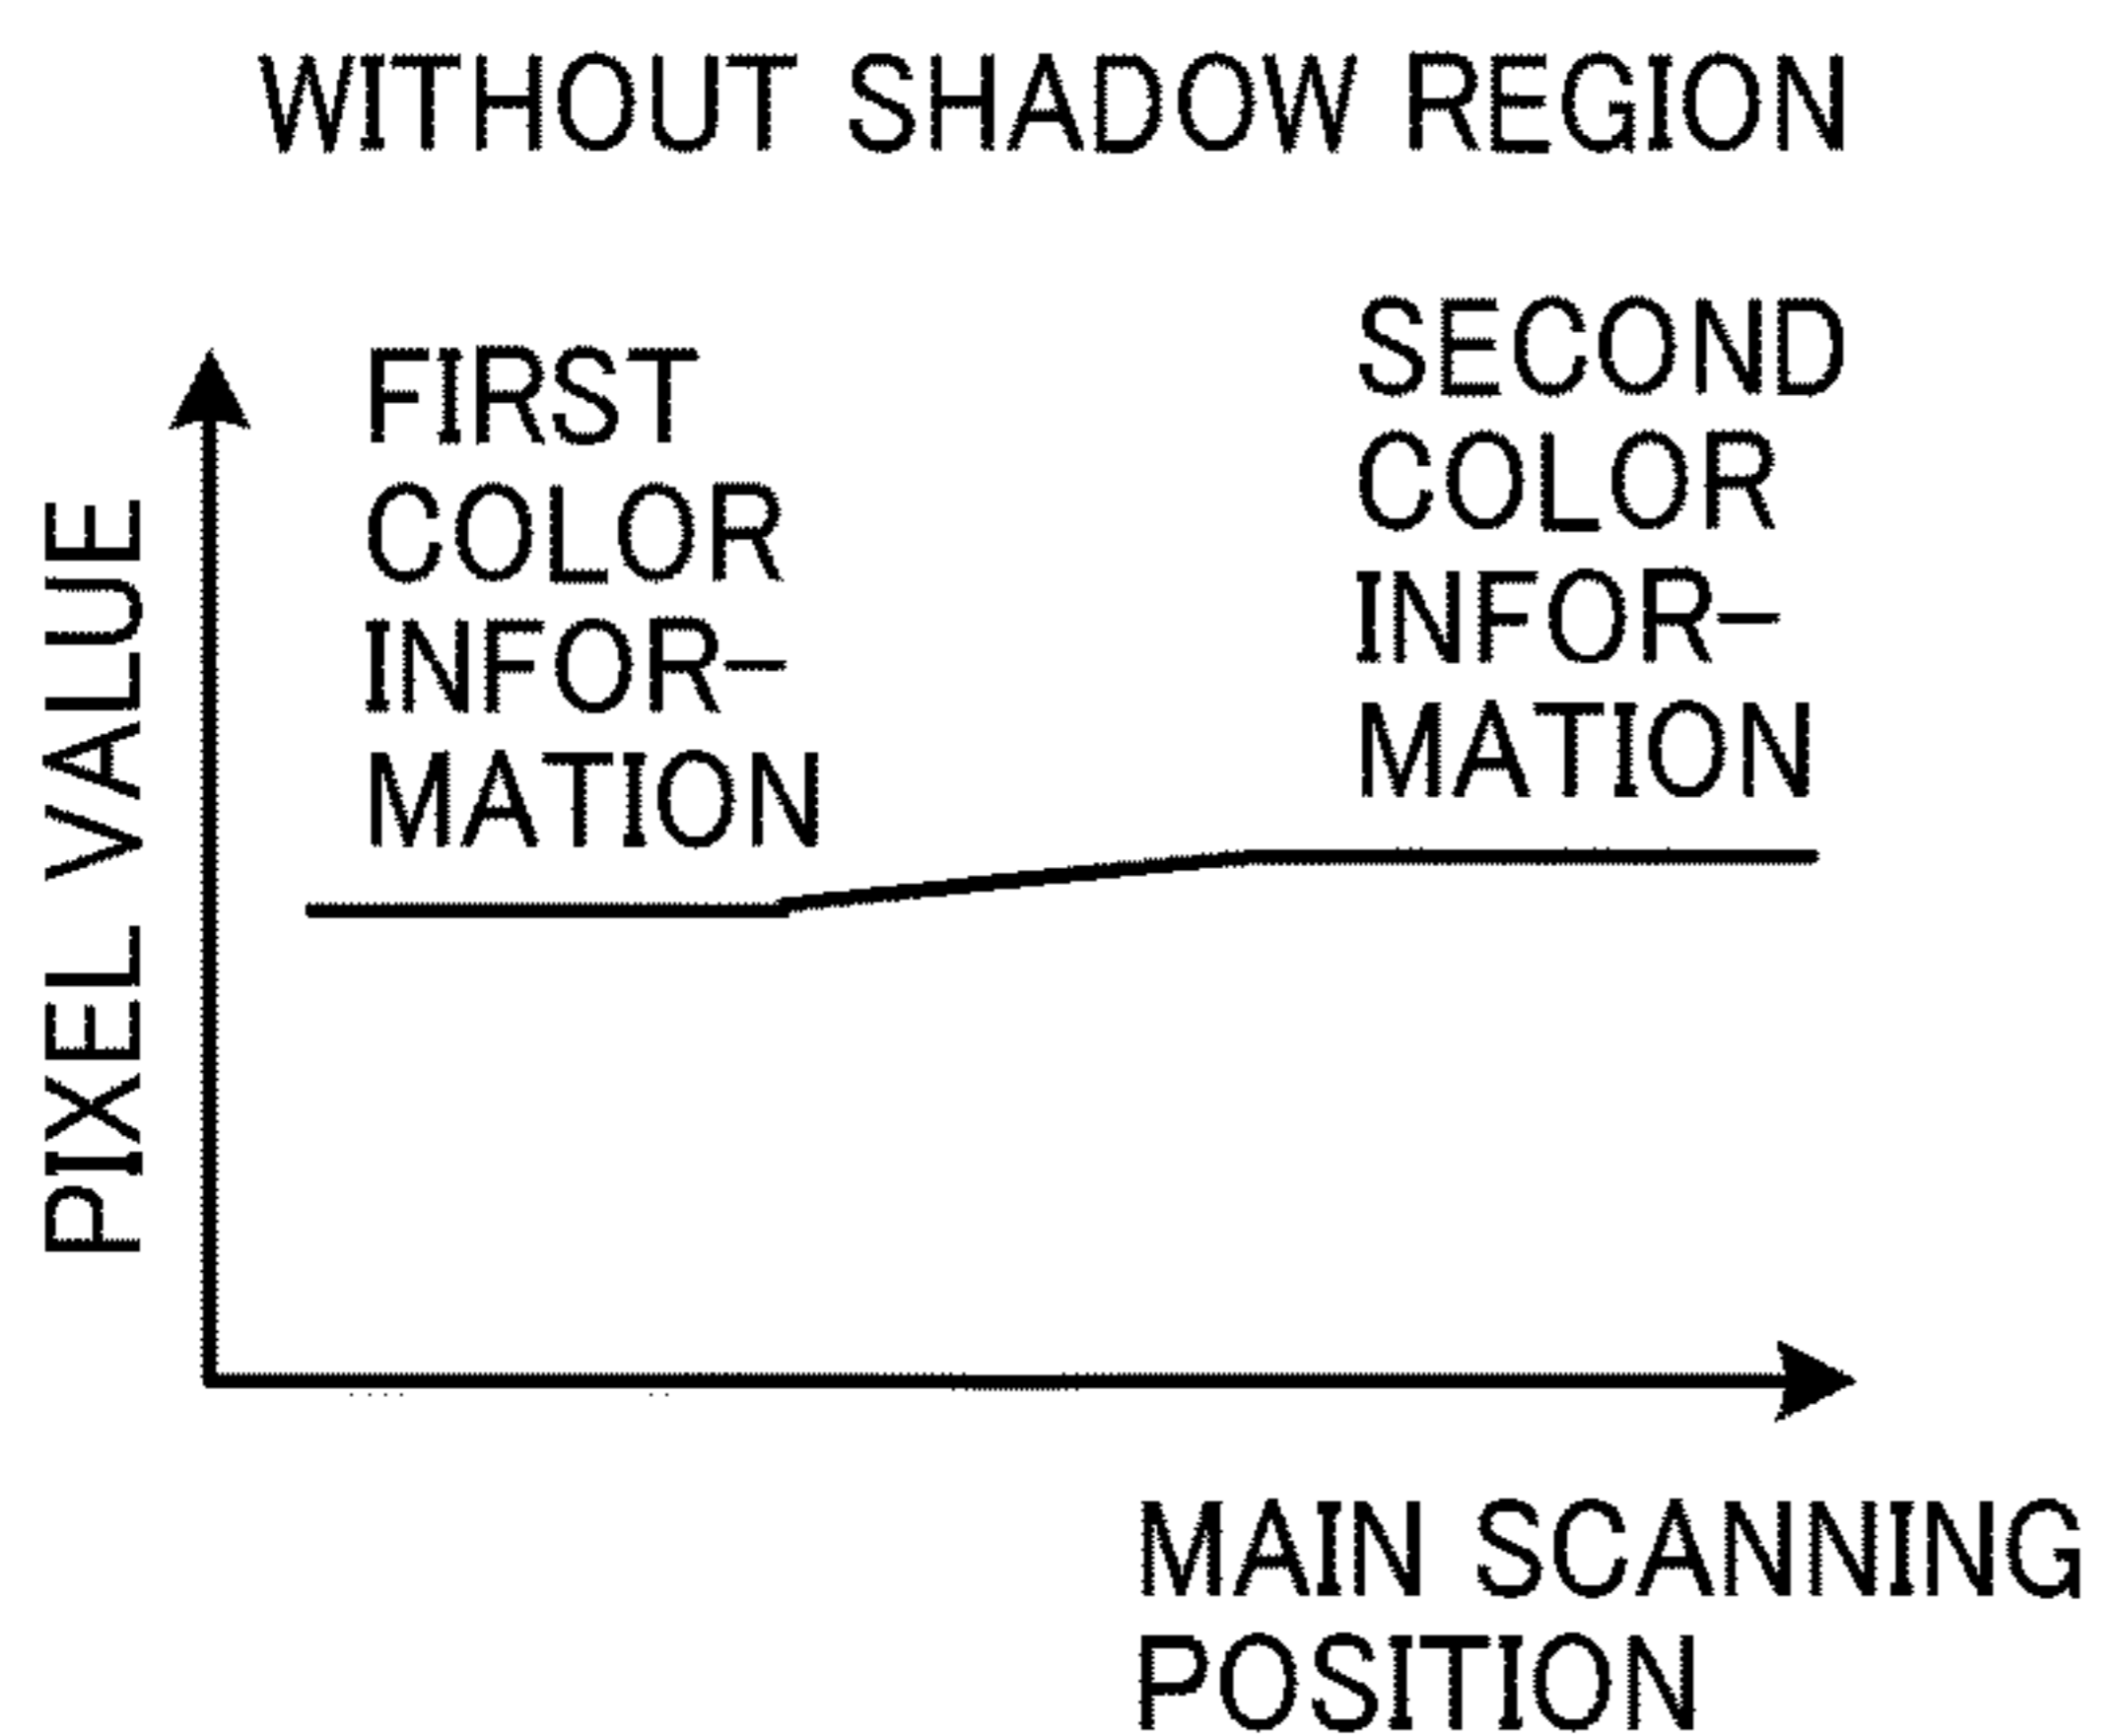 WITHOUT SHADOW REGION
PIXEL VALUE
FIRST
COLOR
INFOR-
MATION
SECOND
COLOR
INFOR-
MATION
MAIN SCANNING
POSITION